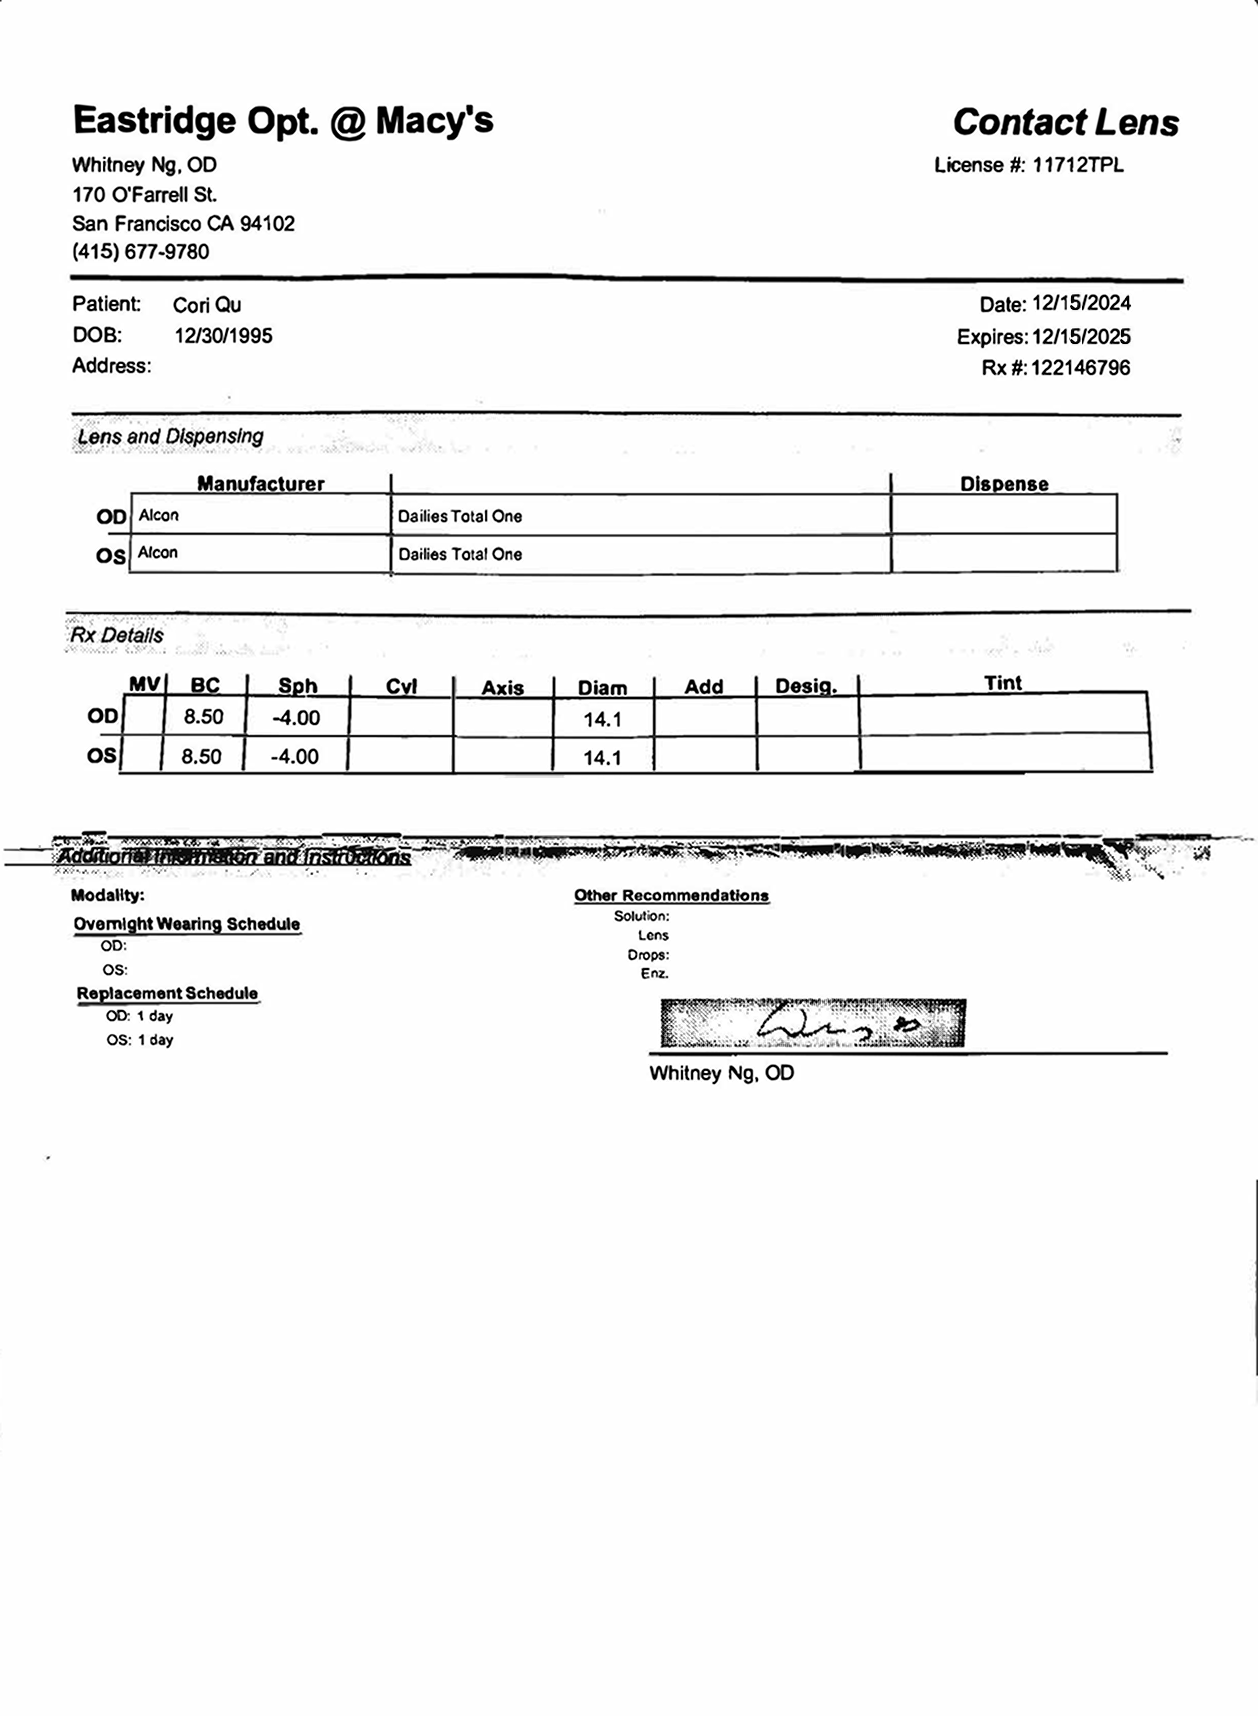 Eastridge Opt. @ Macy's
Contact Lens
Whitney Ng, OD
License #: 11712TPL
170 O'Farrell St.
San Francisco CA 94102
(415) 677-9780
Patient: Cori Qu
Date: 12/15/2024
DOB: 12/30/1995
Expires: 12/15/2025
Address:
Rx #: 122146796
Lens and Dispensing
Manufacturer Dispense
OD Alcon Dailies Total One
OS Alcon Dailies Total One
Rx Details
MV BC Sph Cyl Axis Diam Add Desig. Tint
OD 8.50 -4.00 14.1
OS 8.50 -4.00 14.1
Additional Information and Instructions
Modality:
Overnight Wearing Schedule
OD:
OS:
Replacement Schedule
OD: 1 day
OS: 1 day
Other Recommendations
Solution:
Lens
Drops:
Enz.
Whitney Ng, OD